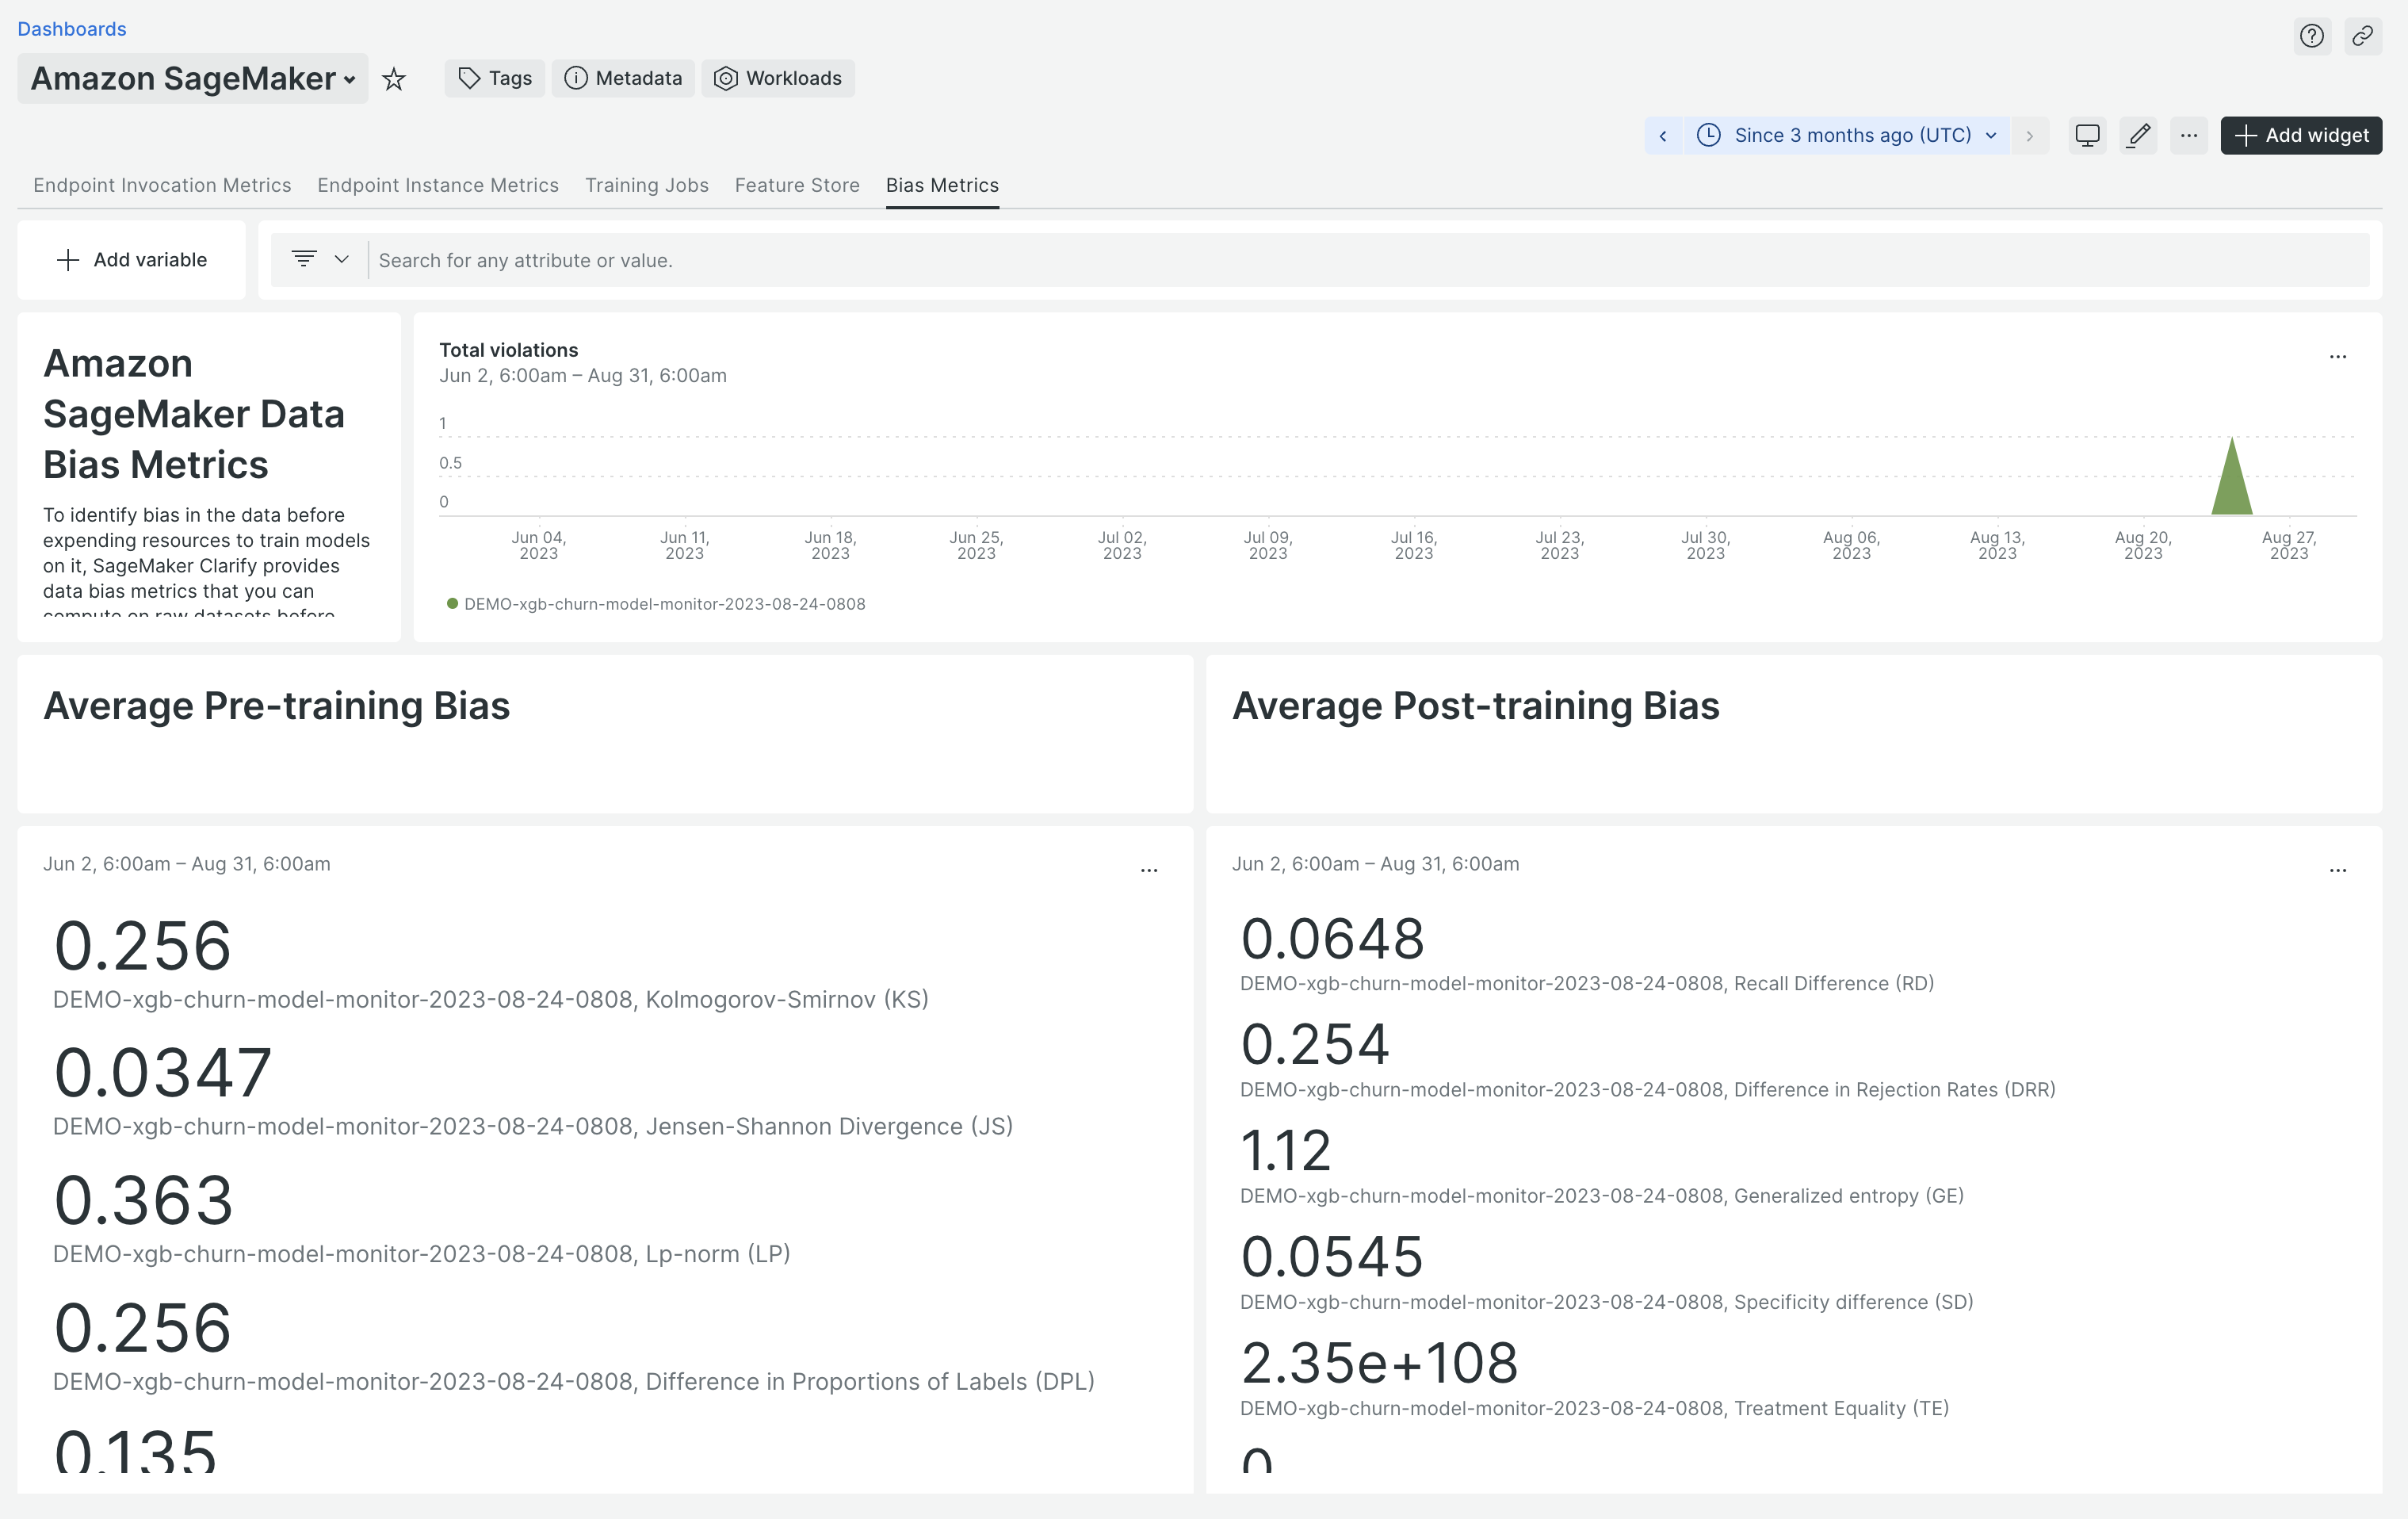 Dashboards
Amazon SageMaker
Tags
Metadata
Workloads
Since 3 months ago (UTC)
Add widget
Endpoint Invocation Metrics
Endpoint Instance Metrics
Training Jobs
Feature Store
Bias Metrics
Add variable
Search for any attribute or value.
Amazon
SageMaker Data
Bias Metrics
To identify bias in the data before
expending resources to train models
on it, SageMaker Clarify provides
data bias metrics that you can
compute on raw datasets before
Total violations
Jun 2, 6:00am – Aug 31, 6:00am
1
0.5
0
Jun 04,
2023
Jun 11,
2023
Jun 18,
2023
Jun 25,
2023
Jul 02,
2023
Jul 09,
2023
Jul 16,
2023
Jul 23,
2023
Jul 30,
2023
Aug 06,
2023
Aug 13,
2023
Aug 20,
2023
Aug 27,
2023
DEMO-xgb-churn-model-monitor-2023-08-24-0808
Average Pre-training Bias
Average Post-training Bias
Jun 2, 6:00am – Aug 31, 6:00am
0.256
DEMO-xgb-churn-model-monitor-2023-08-24-0808, Kolmogorov-Smirnov (KS)
0.0347
DEMO-xgb-churn-model-monitor-2023-08-24-0808, Jensen-Shannon Divergence (JS)
0.363
DEMO-xgb-churn-model-monitor-2023-08-24-0808, Lp-norm (LP)
0.256
DEMO-xgb-churn-model-monitor-2023-08-24-0808, Difference in Proportions of Labels (DPL)
0.135
Jun 2, 6:00am – Aug 31, 6:00am
0.0648
DEMO-xgb-churn-model-monitor-2023-08-24-0808, Recall Difference (RD)
0.254
DEMO-xgb-churn-model-monitor-2023-08-24-0808, Difference in Rejection Rates (DRR)
1.12
DEMO-xgb-churn-model-monitor-2023-08-24-0808, Generalized entropy (GE)
0.0545
DEMO-xgb-churn-model-monitor-2023-08-24-0808, Specificity difference (SD)
2.35e+108
DEMO-xgb-churn-model-monitor-2023-08-24-0808, Treatment Equality (TE)
0